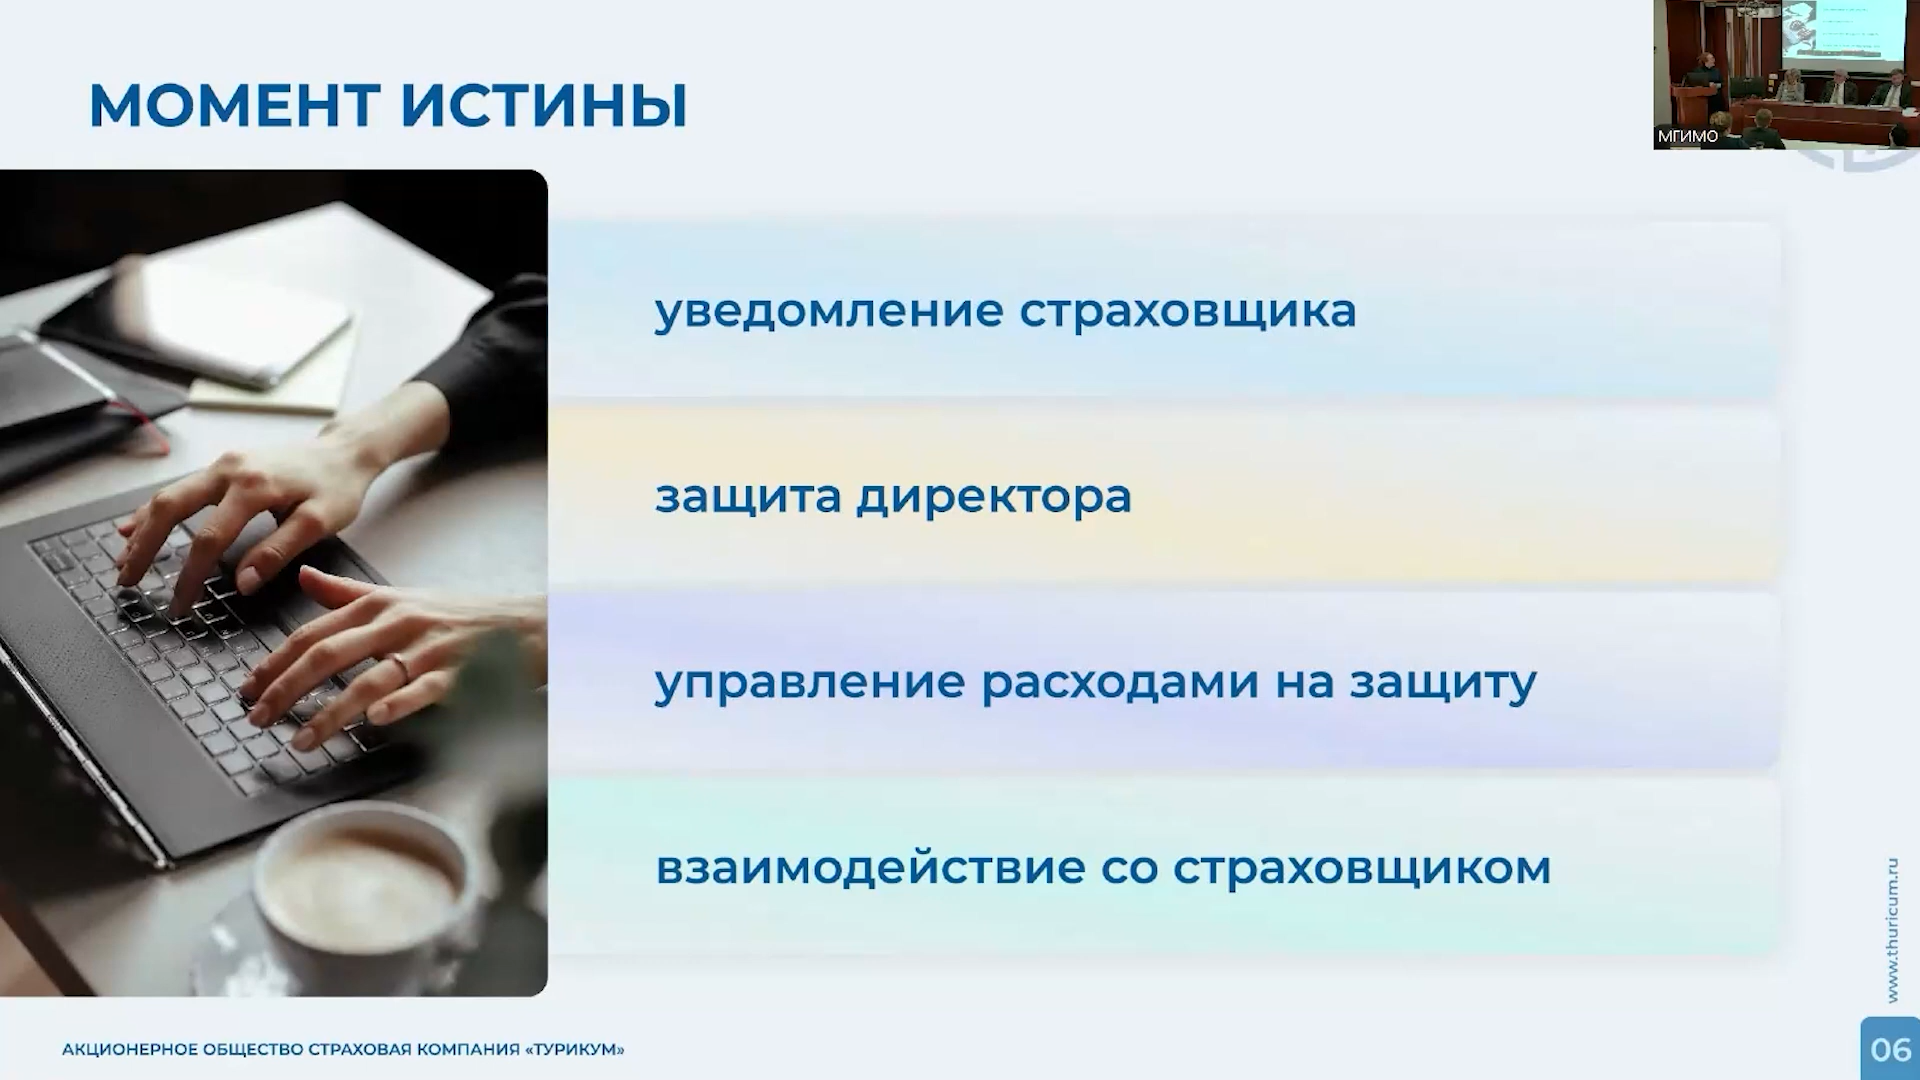 МОМЕНТ ИСТИНЫ
МГИМО
уведомление страховщика
защита директора
управление расходами на защиту
взаимодействие со страховщиком
www.thuricum.ru
АКЦИОНЕРНОЕ ОБЩЕСТВО СТРАХОВАЯ КОМПАНИЯ «ТУРИКУМ»
06